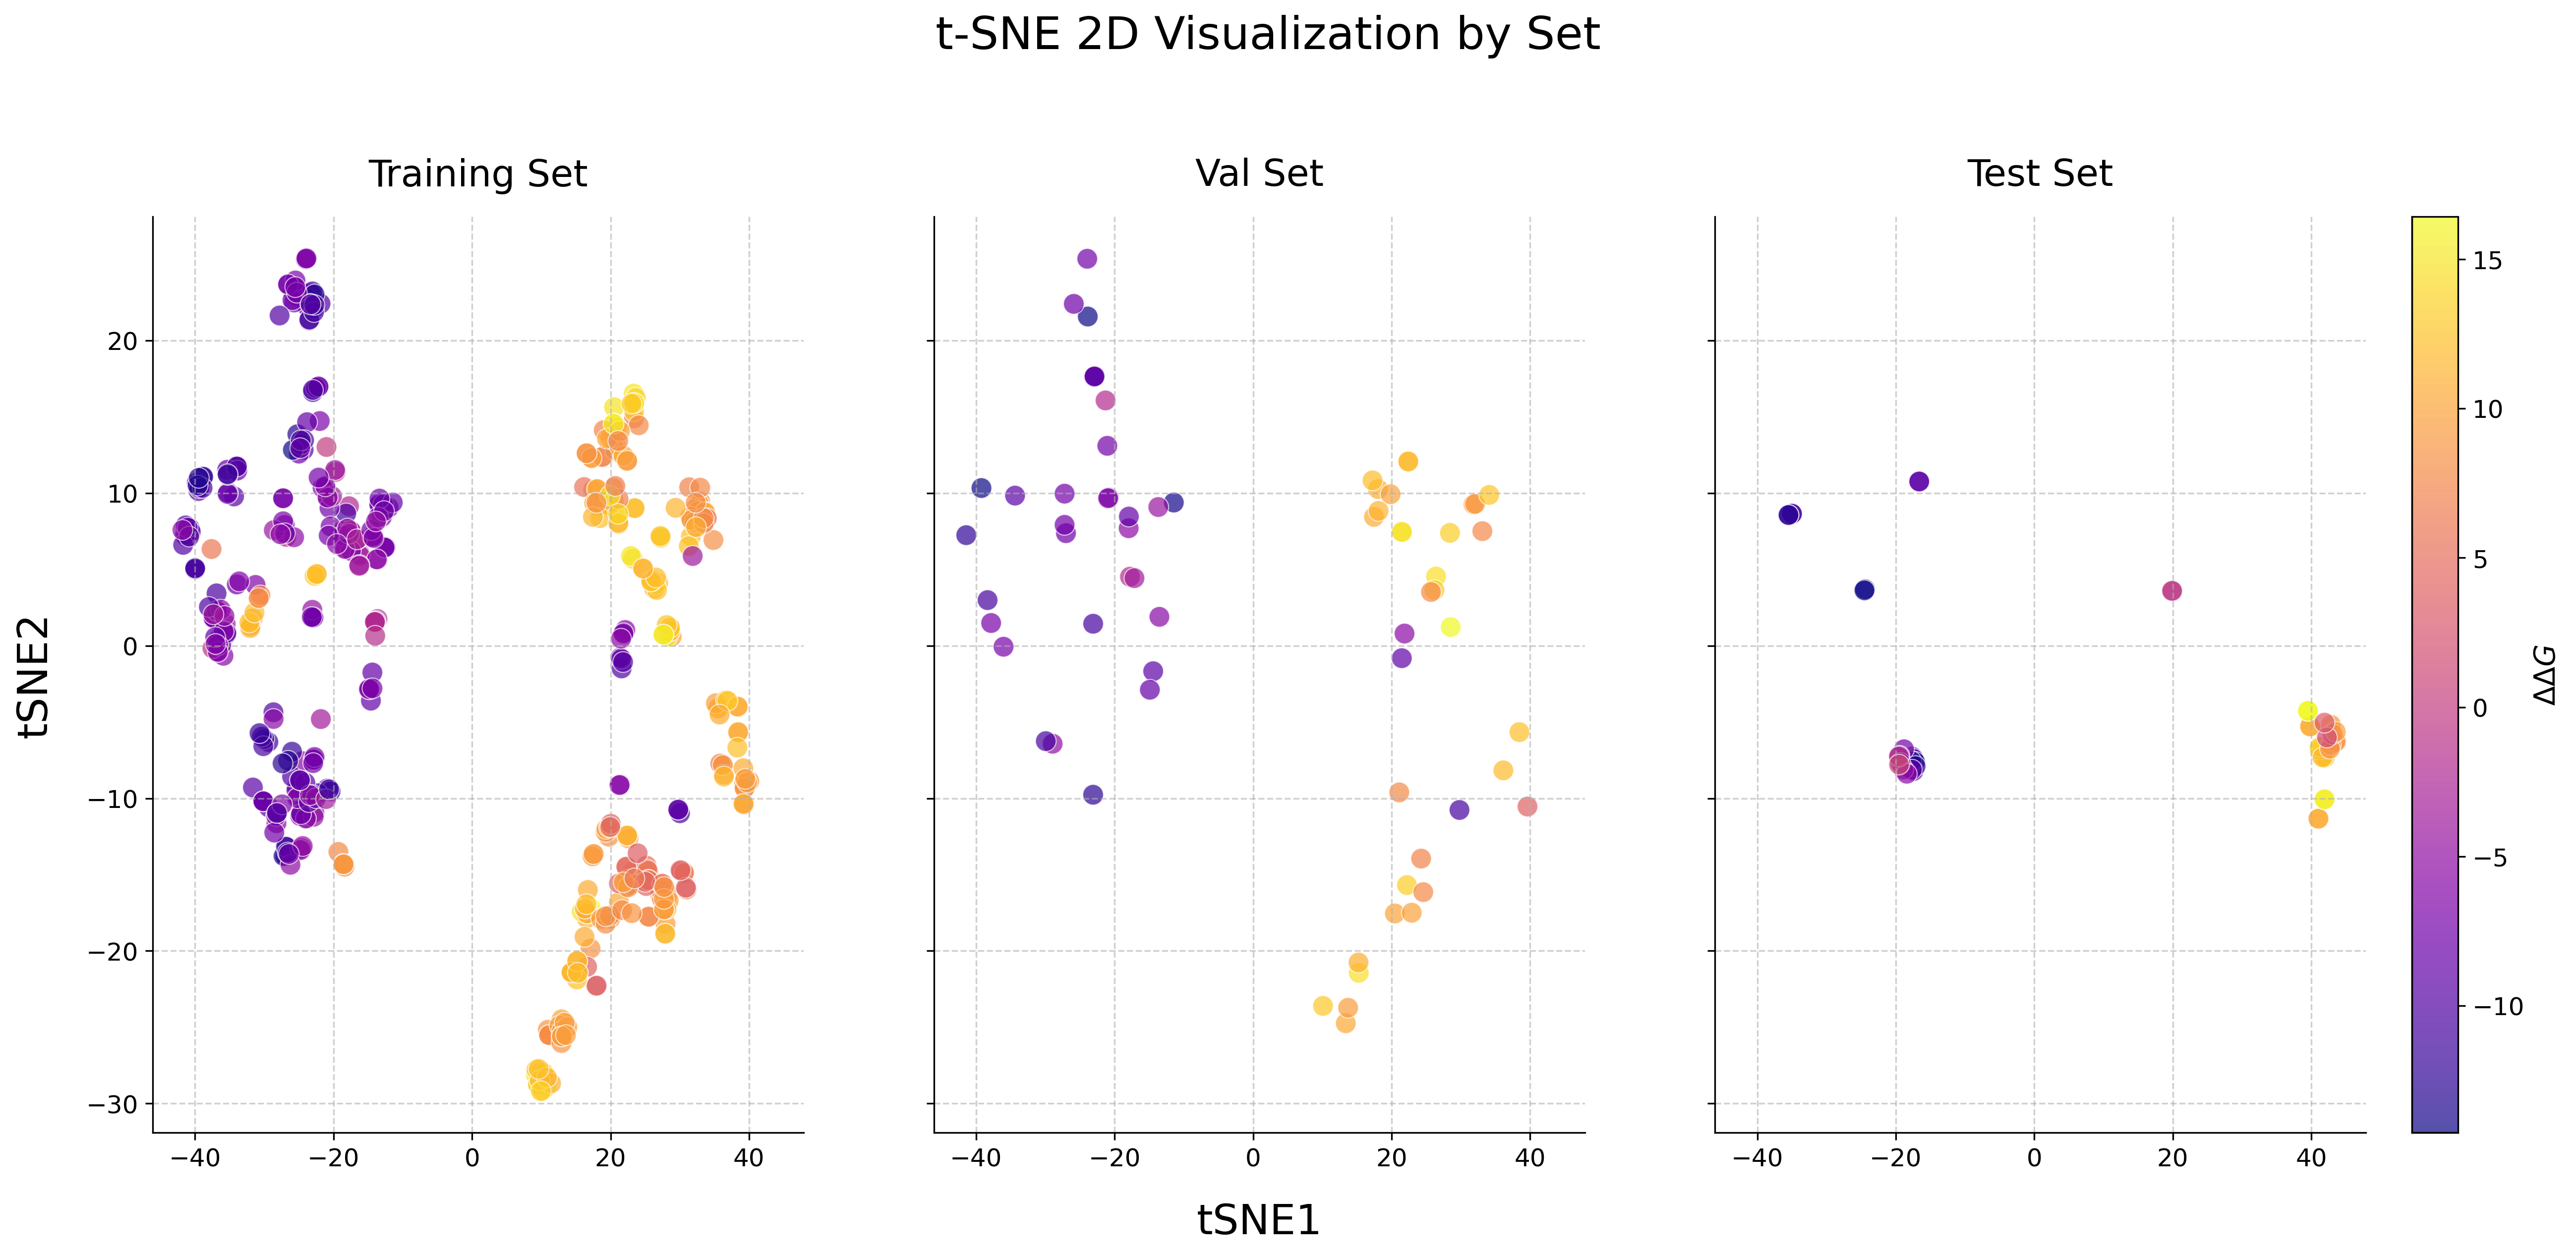 t-SNE 2D Visualization by Set
Training Set
Val Set
Test Set
tSNE2
20
10
0
−10
−20
−30
−40 −20 0 20 40
−40 −20 0 20 40
−40 −20 0 20 40
tSNE1
15
10
5
0
−5
−10
ΔΔG